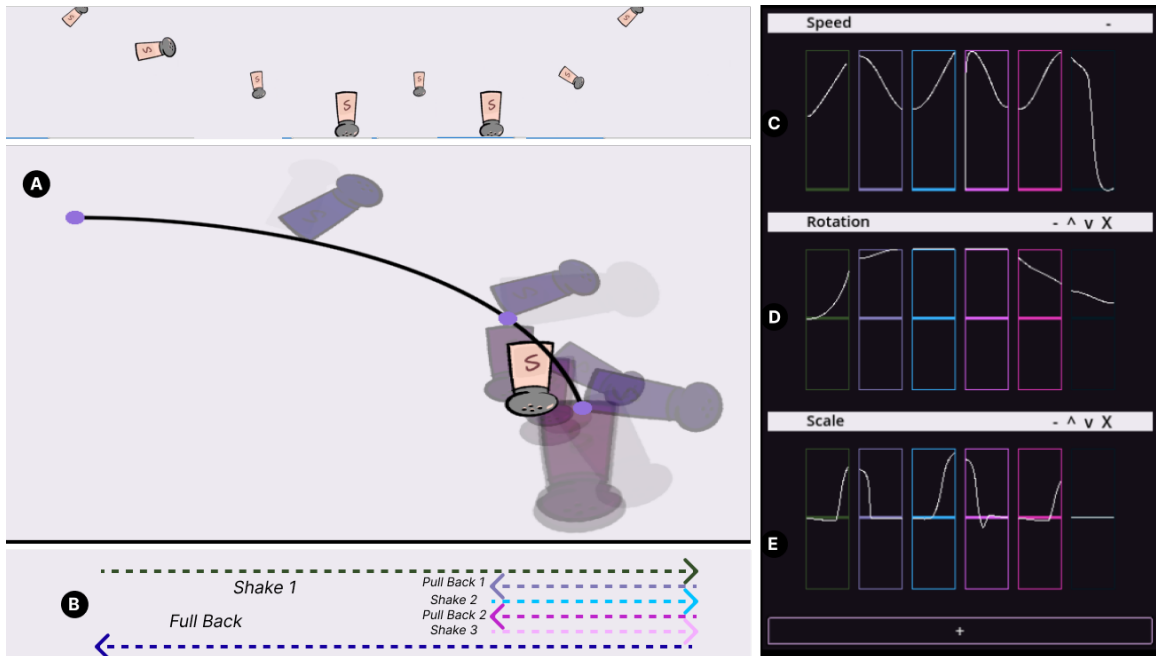 S
S
S
S
S
S
S
S
A
S
S
S
B
Shake 1
Full Back
Pull Back 1
Shake 2
Pull Back 2
Shake 3
Speed -
C
Rotation - ^ v X
D
Scale - ^ v X
E
+